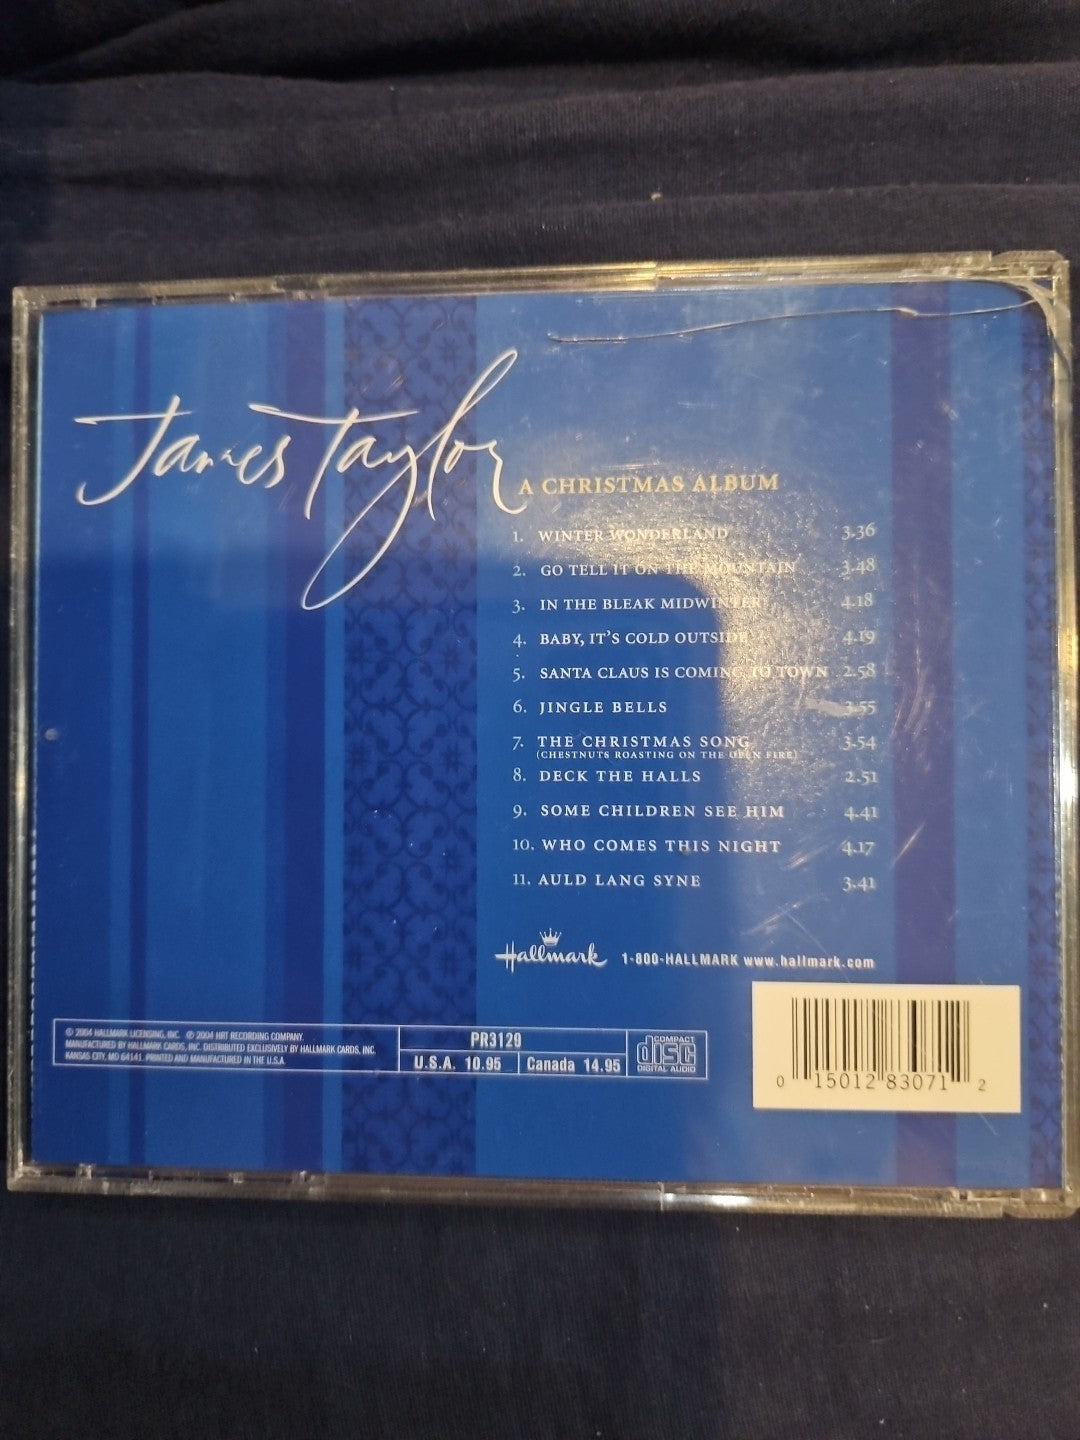 James Taylor
A CHRISTMAS ALBUM
1. WINTER WONDERLAND 3.36
2. GO TELL IT ON THE MOUNTAIN 3.48
3. IN THE BLEAK MIDWINTER 4.18
4. BABY, IT'S COLD OUTSIDE 4.19
5. SANTA CLAUS IS COMING TO TOWN 2.58
6. JINGLE BELLS 3.55
7. THE CHRISTMAS SONG 3.54
(CHESTNUTS ROASTING ON THE OPEN FIRE)
8. DECK THE HALLS 2.51
9. SOME CHILDREN SEE HIM 4.41
10. WHO COMES THIS NIGHT 4.17
11. AULD LANG SYNE 3.41
Hallmark 1-800-HALLMARK www.hallmark.com
© 2004 HALLMARK LICENSING, INC. ℗ 2004 HRT RECORDING COMPANY.
MANUFACTURED BY HALLMARK CARDS, INC. DISTRIBUTED EXCLUSIVELY BY HALLMARK CARDS, INC.
KANSAS CITY, MO 64141. PRINTED AND MANUFACTURED IN THE U.S.A.
PR3129
U.S.A. 10.95 Canada 14.95
COMPACT
disc
DIGITAL AUDIO
0 15012 83071 2